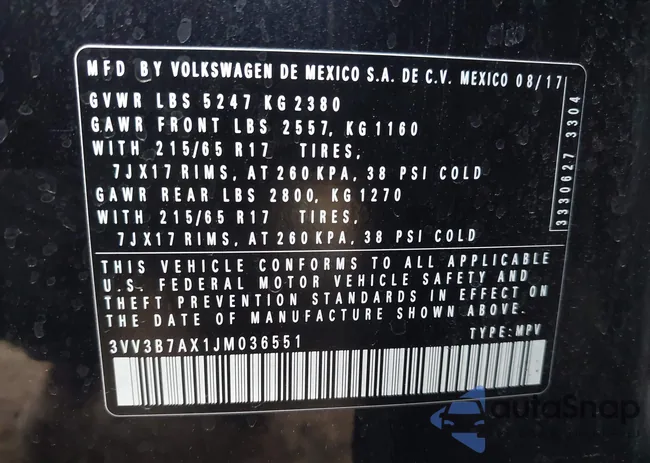 MFD BY VOLKSWAGEN DE MEXICO S.A. DE C.V. MEXICO 08/17
GVWR LBS 5247 KG 2380
GAWR FRONT LBS 2557, KG 1160
WITH 215/65 R17 TIRES,
7JX17 RIMS, AT 260 KPA, 38 PSI COLD
GAWR REAR LBS 2800, KG 1270
WITH 215/65 R17 TIRES,
7JX17 RIMS, AT 260 KPA, 38 PSI COLD
3330627 3304
THIS VEHICLE CONFORMS TO ALL APPLICABLE
U.S. FEDERAL MOTOR VEHICLE SAFETY AND
THEFT PREVENTION STANDARDS IN EFFECT ON
THE DATE OF MANUFACTURE SHOWN ABOVE.
3VV3B7AX1JM036551 TYPE: MPV
autoSnap